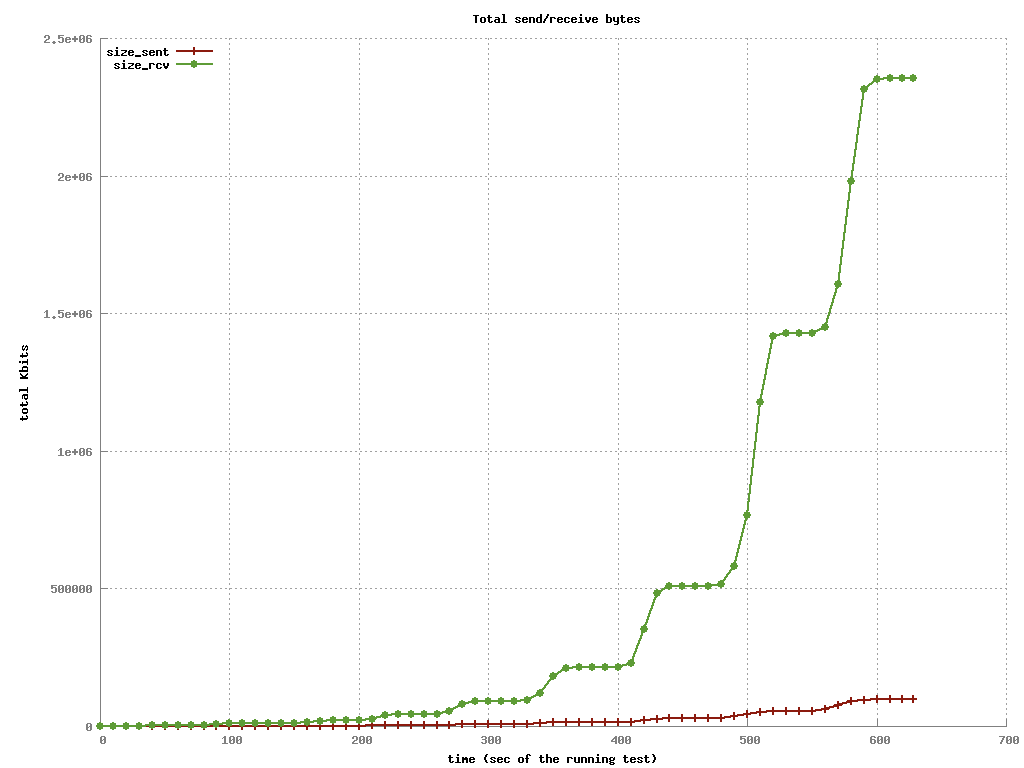 Total send/receive bytes
2.5e+06
size_sent
size_rcv
2e+06
1.5e+06
total Kbits
1e+06
500000
0
0 100 200 300 400 500 600 700
time (sec of the running test)